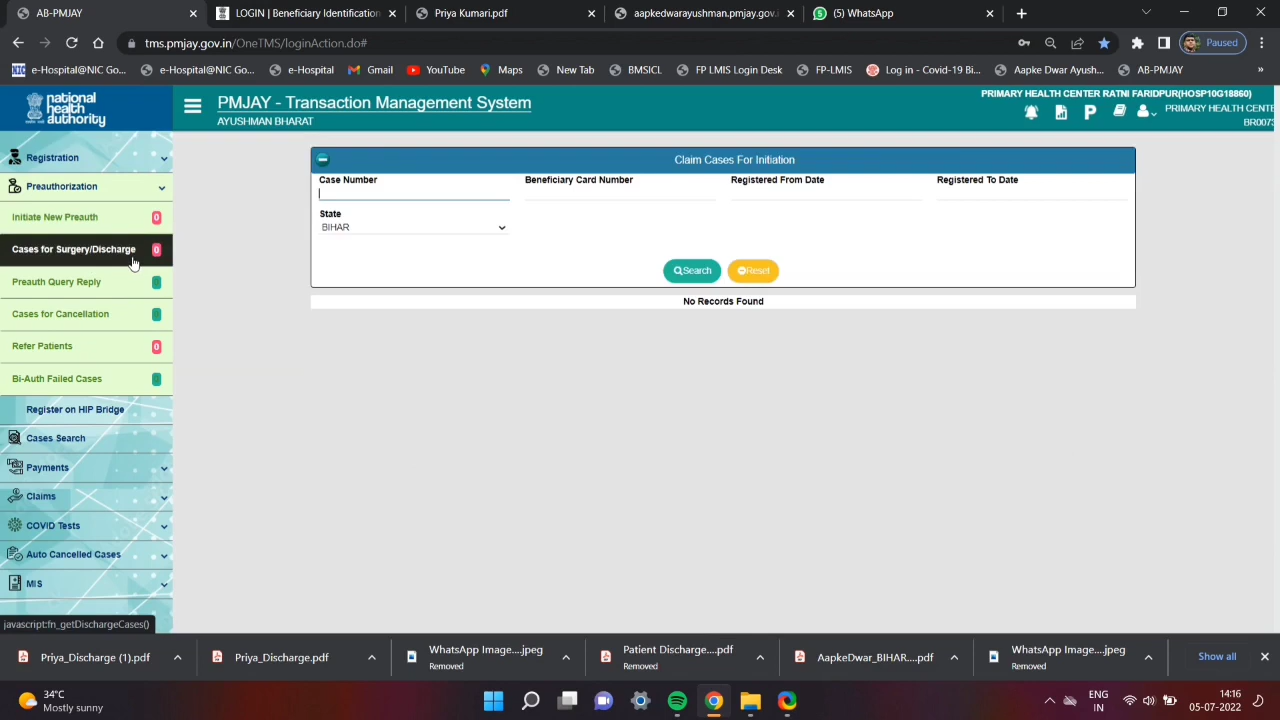 AB-PMJAY
LOGIN | Beneficiary Identification
Priya Kumari.pdf
aapkedwarayushman.pmjay.gov.i
(5) WhatsApp
tms.pmjay.gov.in/OneTMS/loginAction.do#
Paused
e-Hospital@NIC Go...
e-Hospital@NIC Go...
e-Hospital
Gmail
YouTube
Maps
New Tab
BMSICL
FP LMIS Login Desk
FP-LMIS
Log in - Covid-19 Bi...
Aapke Dwar Ayush...
AB-PMJAY
»
national
health
authority
PMJAY - Transaction Management System
AYUSHMAN BHARAT
PRIMARY HEALTH CENTER RATNI FARIDPUR(HOSP10G18860)
P
PRIMARY HEALTH CENTE
BR0073
Registration
Preauthorization
Initiate New Preauth 0
Cases for Surgery/Discharge 0
Preauth Query Reply
Cases for Cancellation
Refer Patients 0
Bi-Auth Failed Cases
Register on HIP Bridge
Cases Search
Payments
Claims
COVID Tests
Auto Cancelled Cases
MIS
Claim Cases For Initiation
Case Number
Beneficiary Card Number
Registered From Date
Registered To Date
State
BIHAR
Search
Reset
No Records Found
javascript:fn_getDischargeCases()
Priya_Discharge (1).pdf
Priya_Discharge.pdf
WhatsApp Image....jpeg
Removed
Patient Discharge....pdf
Removed
AapkeDwar_BIHAR....pdf
WhatsApp Image....jpeg
Removed
Show all
34°C
Mostly sunny
ENG
IN
14:16
05-07-2022